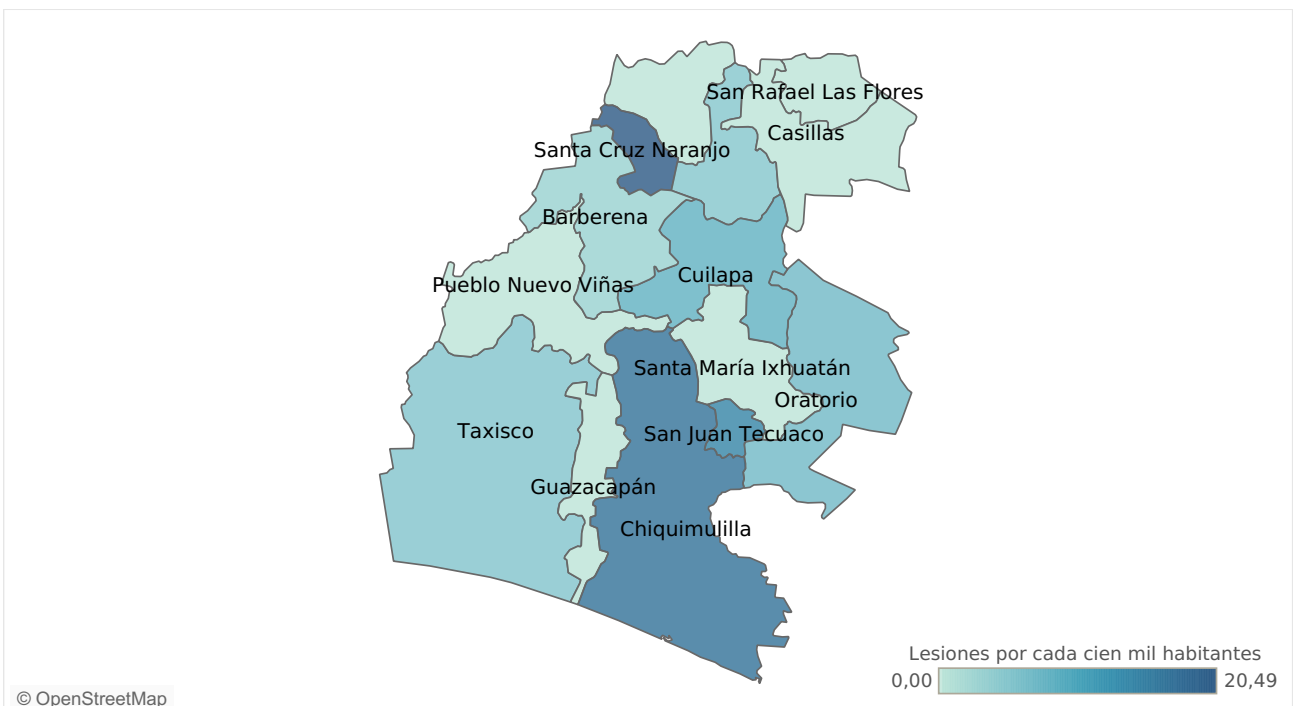 San Rafael Las Flores
Casillas
Santa Cruz Naranjo
Barberena
Cuilapa
Pueblo Nuevo Viñas
Santa María Ixhuatán
Oratorio
Taxisco
San Juan Tecuaco
Guazacapán
Chiquimulilla
Lesiones por cada cien mil habitantes
0,00 20,49
© OpenStreetMap